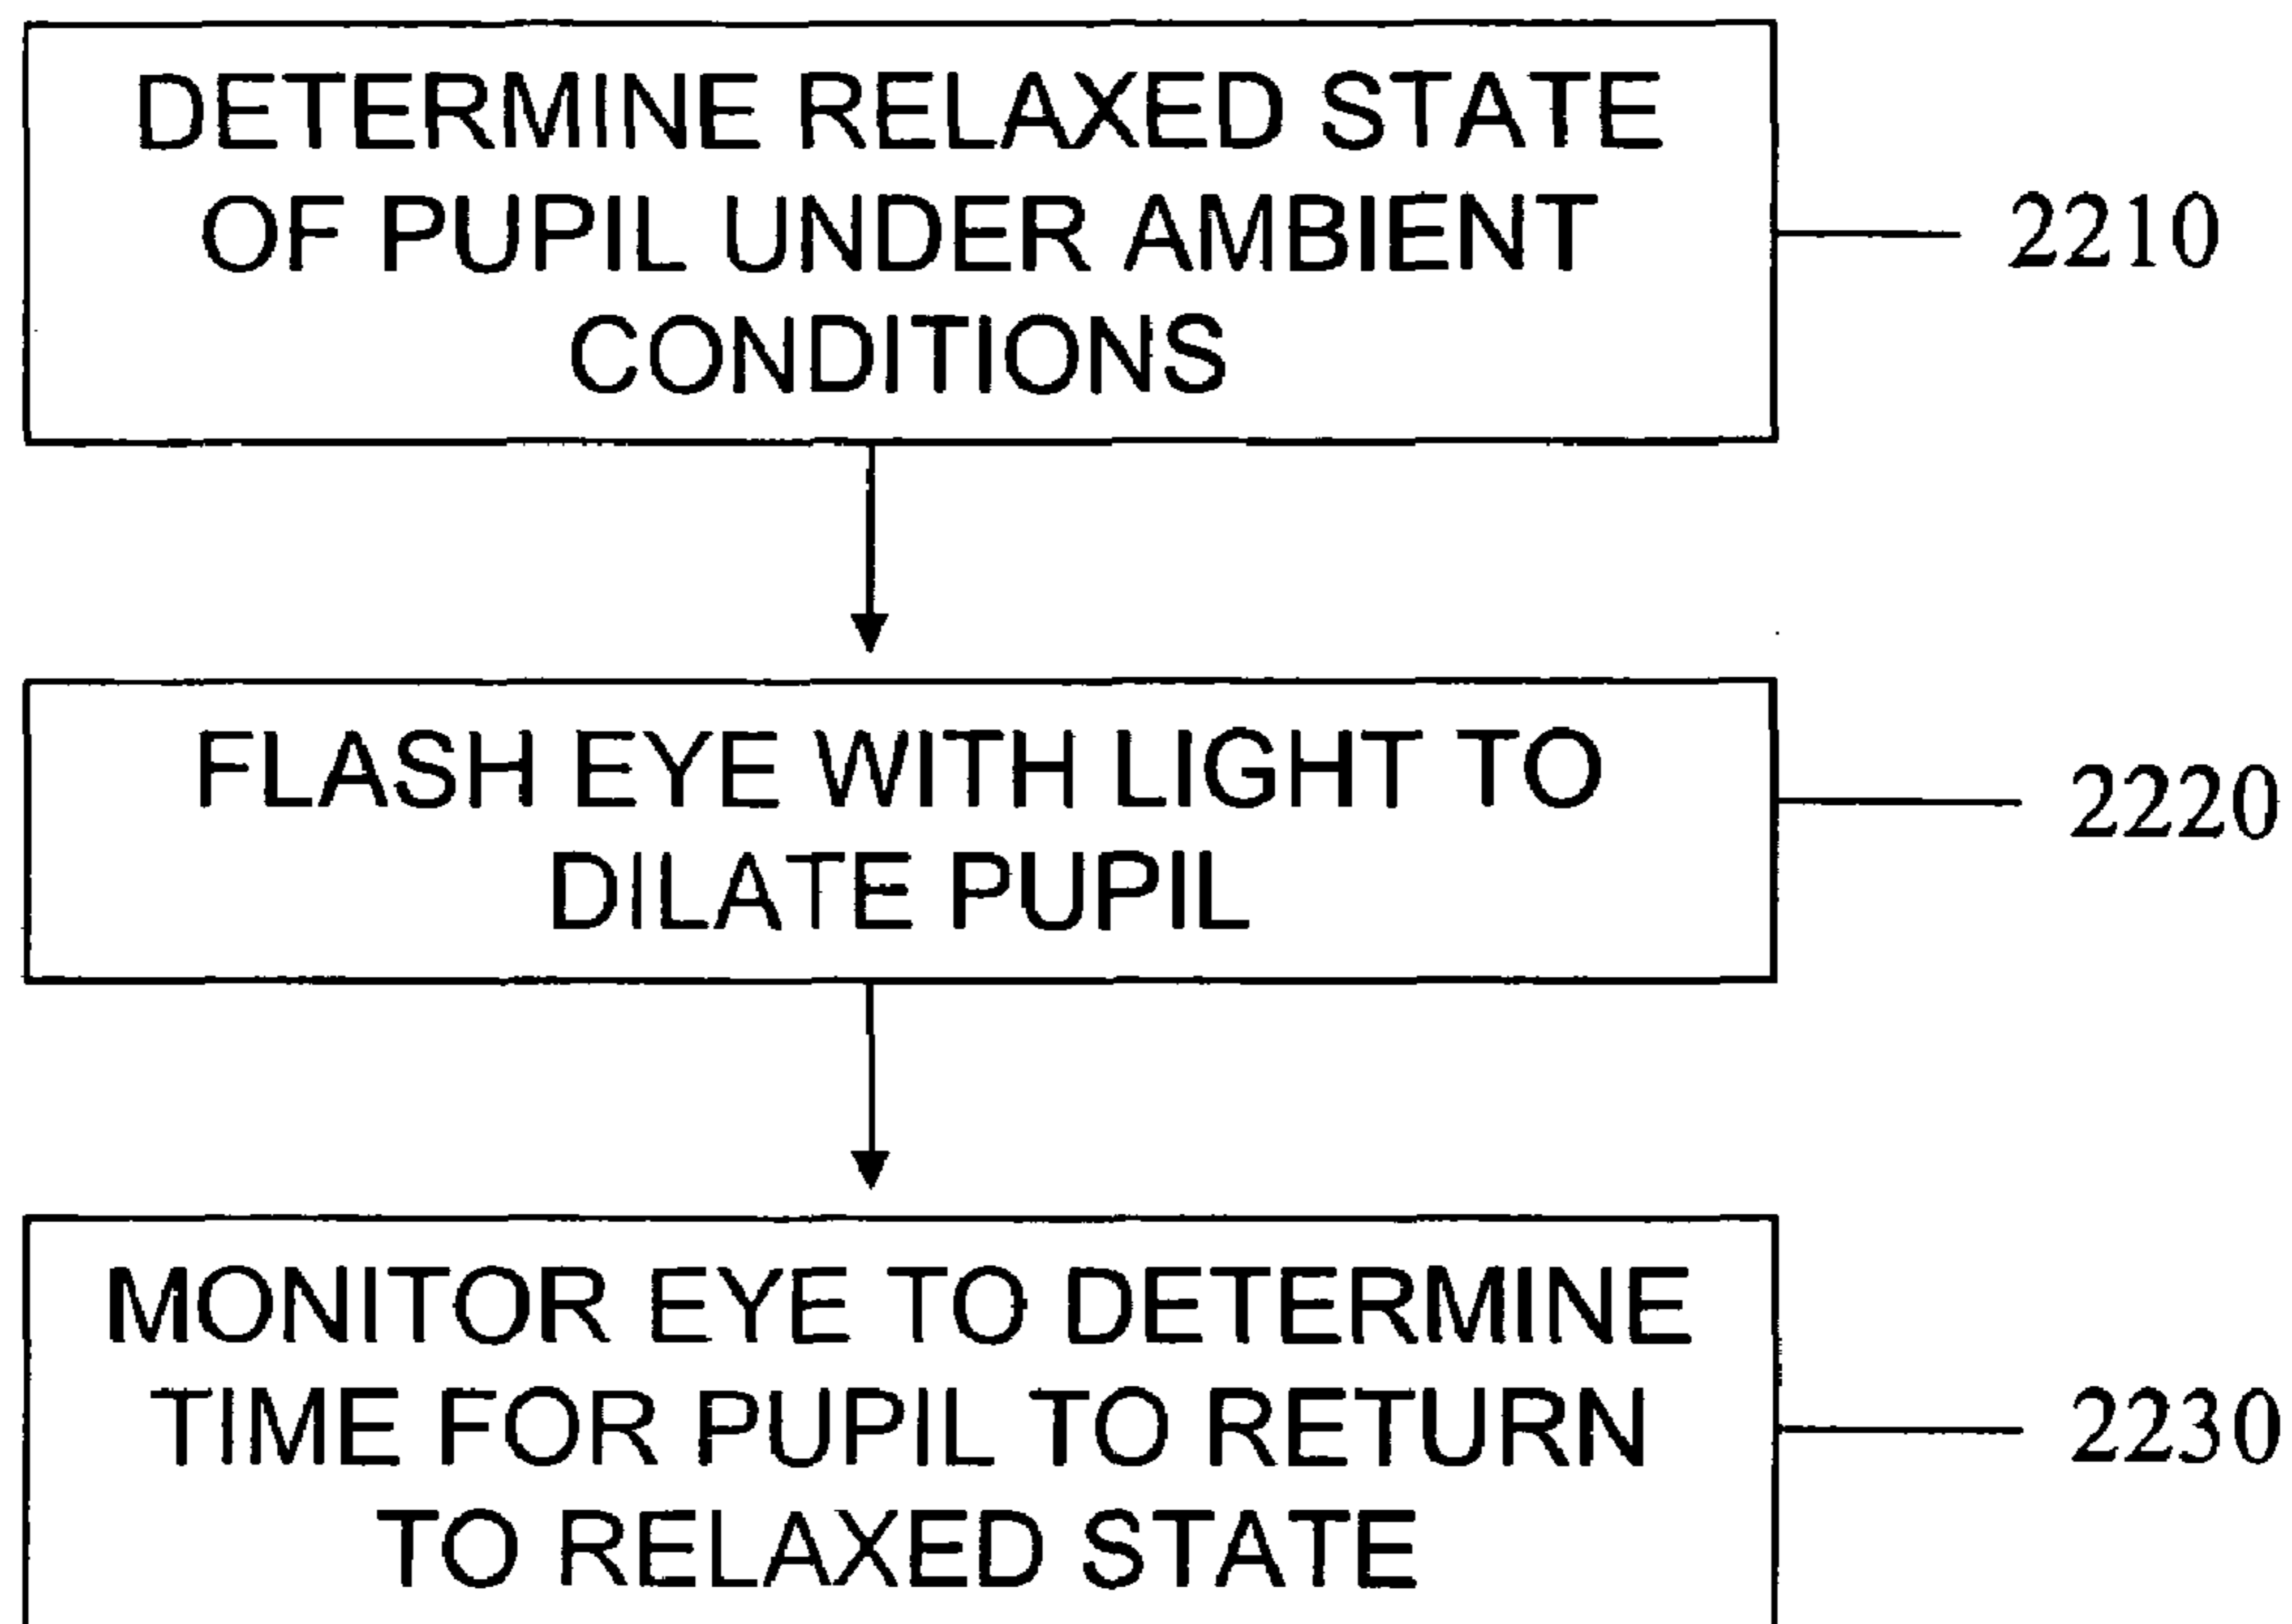 DETERMINE RELAXED STATE
OF PUPIL UNDER AMBIENT
CONDITIONS
2210
FLASH EYE WITH LIGHT TO
DILATE PUPIL
2220
MONITOR EYE TO DETERMINE
TIME FOR PUPIL TO RETURN
TO RELAXED STATE
2230